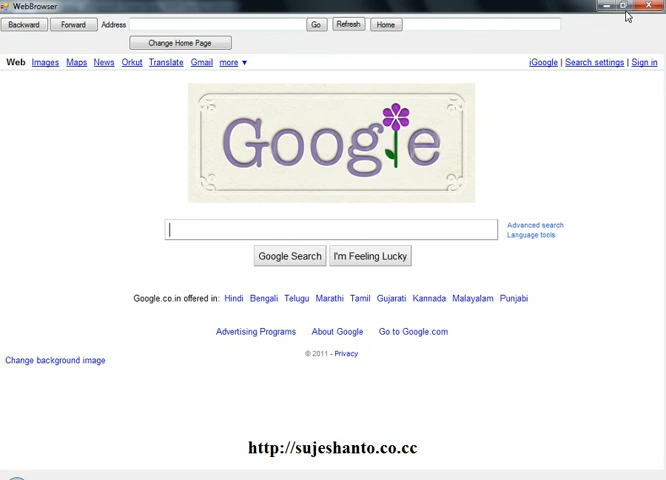 WebBrowser
Backward Forward Address Go Refresh Home
Change Home Page
Web Images Maps News Orkut Translate Gmail more ▼ iGoogle | Search settings | Sign in
Google
Advanced search
Language tools
Google Search I'm Feeling Lucky
Google.co.in offered in: Hindi Bengali Telugu Marathi Tamil Gujarati Kannada Malayalam Punjabi
Advertising Programs About Google Go to Google.com
© 2011 - Privacy
Change background image
http://sujeshanto.co.cc